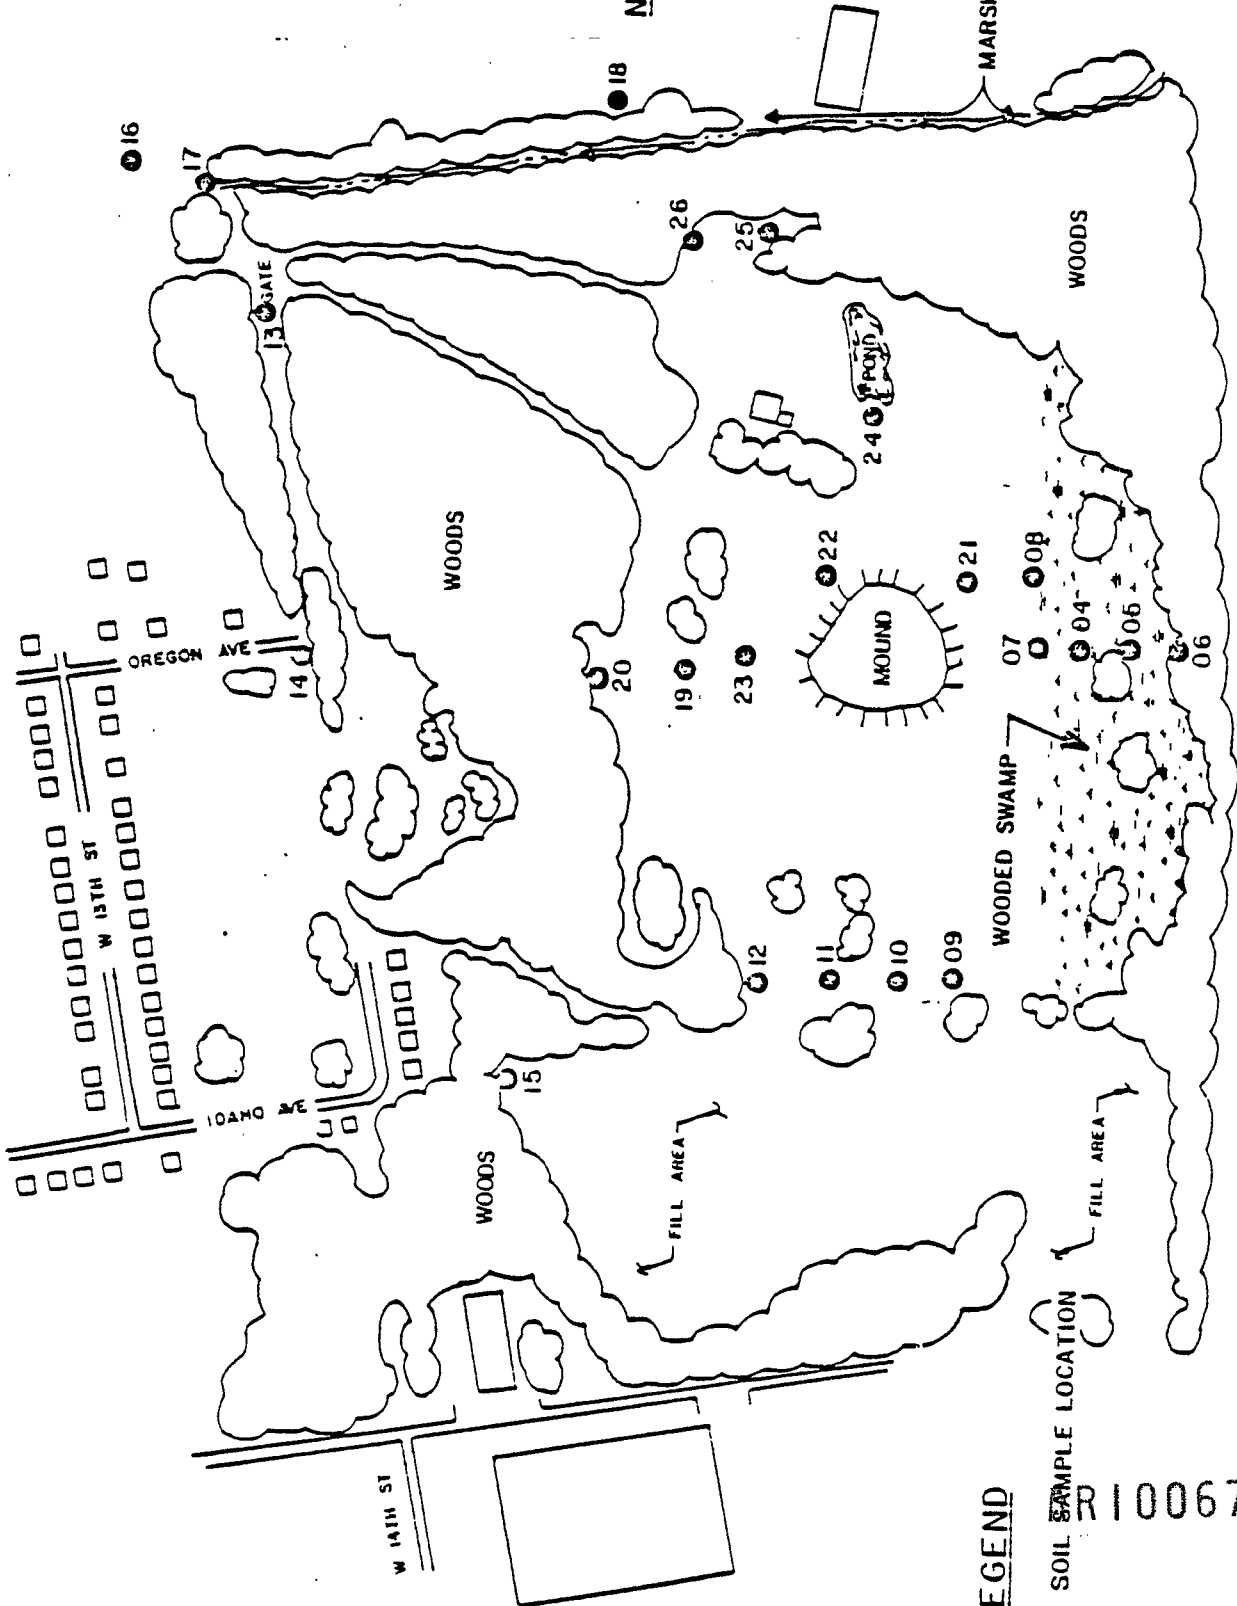 W 13TH ST
OREGON AVE
IDAHO AVE
W 14TH ST
16
17
18
GATE
13
14
15
26
25
WOODS
WOODS
WOODS
POND
24
22
21
20
19
23
MOUND
08
07
04
05
06
12
11
10
09
WOODED SWAMP
FILL AREA
FILL AREA
N
MARSH
EGEND
SOIL SAMPLE LOCATION
R10067